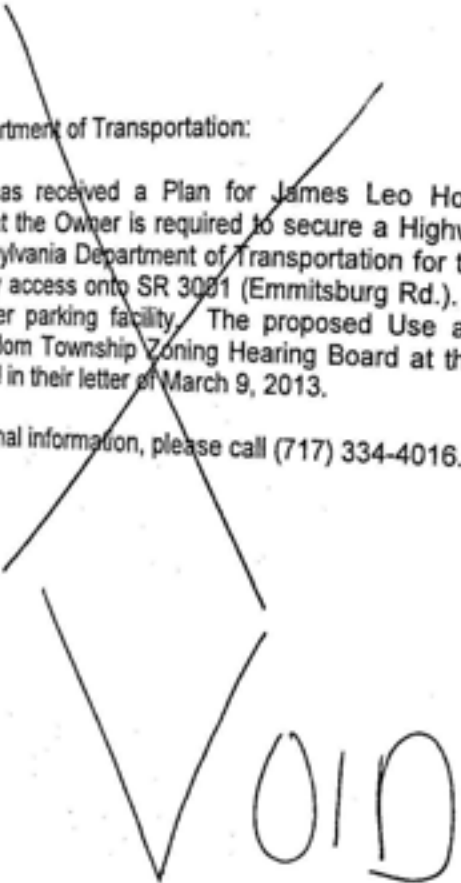 rtment of Transportation:
as received a Plan for James Leo Ho
at the Owner is required to secure a Highw
sylvania Department of Transportation for t
y access onto SR 3001 (Emmitsburg Rd.).
er parking facility. The proposed Use a
dom Township Zoning Hearing Board at th
d in their letter of March 9, 2013.
nal information, please call (717) 334-4016.
VOID